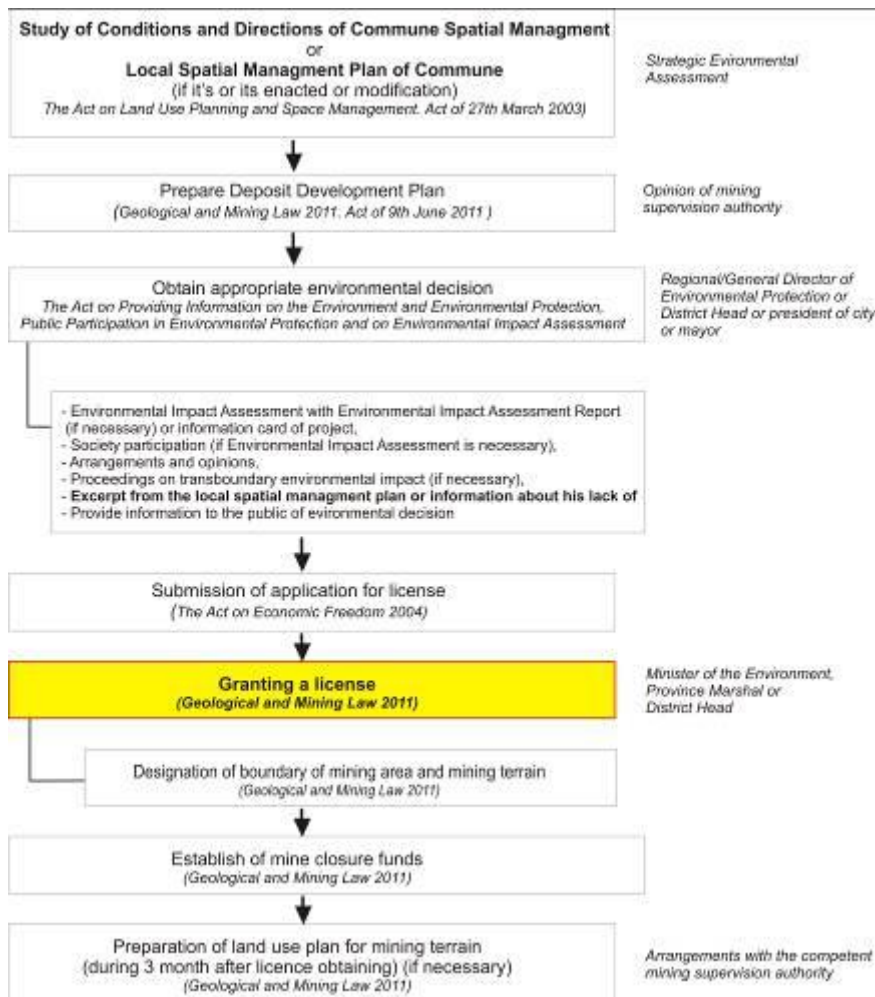 Study of Conditions and Directions of Commune Spatial Managment
or
Local Spatial Managment Plan of Commune
(if it's or its enacted or modification)
The Act on Land Use Planning and Space Management. Act of 27th March 2003)
Strategic Evironmental
Assessment
Prepare Deposit Development Plan
(Geological and Mining Law 2011. Act of 9th June 2011 )
Opinion of mining
supervision authority
Obtain appropriate environmental decision
The Act on Providing Information on the Environment and Environmental Protection,
Public Participation in Environmental Protection and on Environmental Impact Assessment
Regional/General Director of
Environmental Protection or
District Head or president of city
or mayor
- Environmental Impact Assessment with Environmental Impact Assessment Report
(if necessary) or information card of project,
- Society participation (if Environmental Impact Assessment is necessary),
- Arrangements and opinions,
- Proceedings on transboundary environmental impact (if necessary),
- Excerpt from the local spatial managment plan or information about his lack of
- Provide information to the public of evironmental decision
Submission of application for license
(The Act on Economic Freedom 2004)
Granting a license
(Geological and Mining Law 2011)
Minister of the Environment,
Province Marshal or
District Head
Designation of boundary of mining area and mining terrain
(Geological and Mining Law 2011)
Establish of mine closure funds
(Geological and Mining Law 2011)
Preparation of land use plan for mining terrain
(during 3 month after licence obtaining) (if necessary)
(Geological and Mining Law 2011)
Arrangements with the competent
mining supervision authority